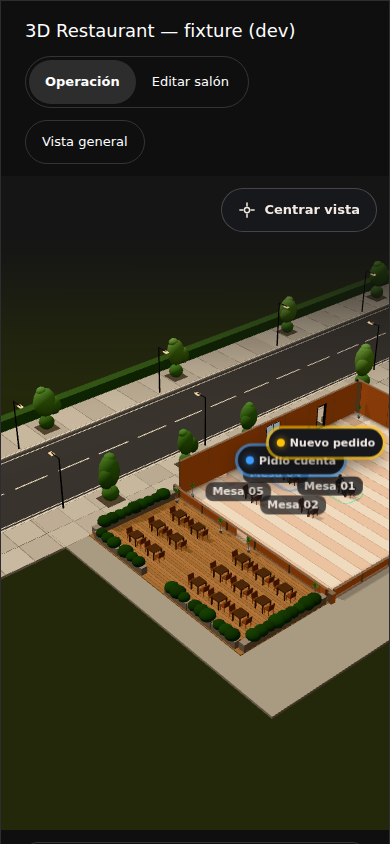 3D Restaurant — fixture (dev)
Operación
Editar salón
Vista general
Centrar vista
Nuevo pedido
Pidió cuenta
Mesa 05
Mesa 01
Mesa 02